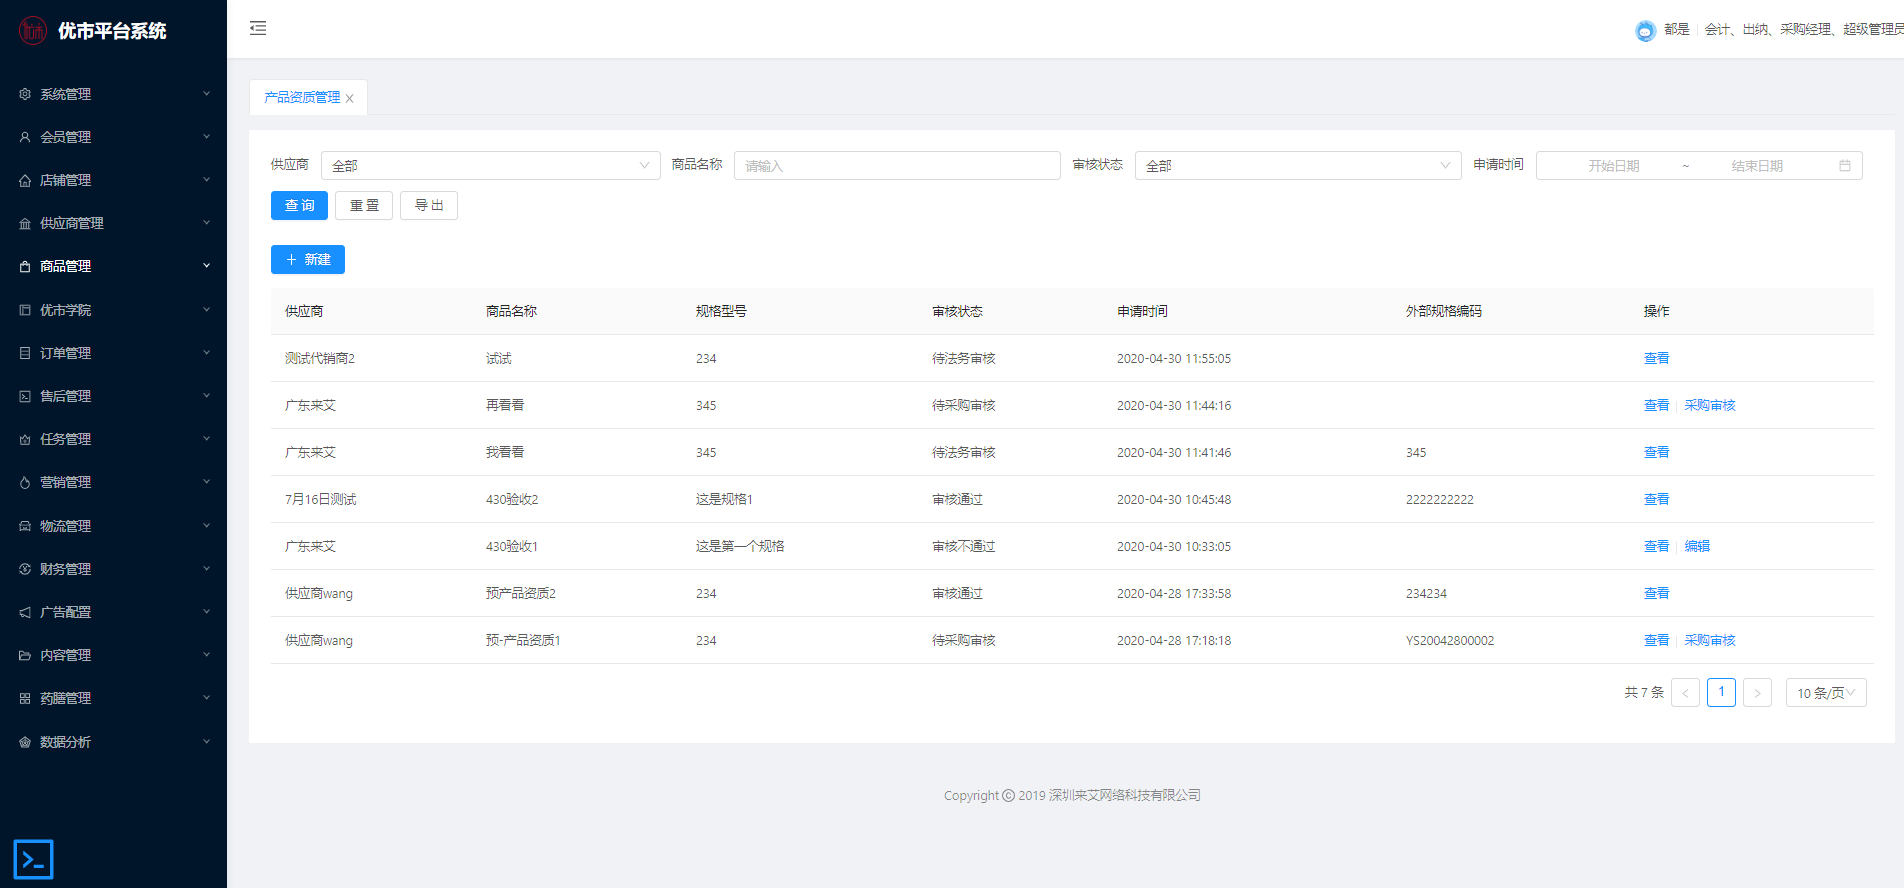 优市平台系统
都是 会计、出纳、采购经理、超级管理员
系统管理
会员管理
店铺管理
供应商管理
商品管理
优市学院
订单管理
售后管理
任务管理
营销管理
物流管理
财务管理
广告配置
内容管理
药膳管理
数据分析
产品资质管理
供应商 全部 商品名称 请输入 审核状态 全部 申请时间 开始日期 ~ 结束日期
查 询 重 置 导 出
新建
供应商 商品名称 规格型号 审核状态 申请时间 外部规格编码 操作
测试代销商2 试试 234 待法务审核 2020-04-30 11:55:05 查看
广东来艾 再看看 345 待采购审核 2020-04-30 11:44:16 查看 采购审核
广东来艾 我看看 345 待法务审核 2020-04-30 11:41:46 345 查看
7月16日测试 430验收2 这是规格1 审核通过 2020-04-30 10:45:48 2222222222 查看
广东来艾 430验收1 这是第一个规格 审核不通过 2020-04-30 10:33:05 查看 编辑
供应商wang 预产品资质2 234 审核通过 2020-04-28 17:33:58 234234 查看
供应商wang 预-产品资质1 234 待采购审核 2020-04-28 17:18:18 YS20042800002 查看 采购审核
共 7 条 < 1 > 10 条/页
Copyright © 2019 深圳来艾网络科技有限公司